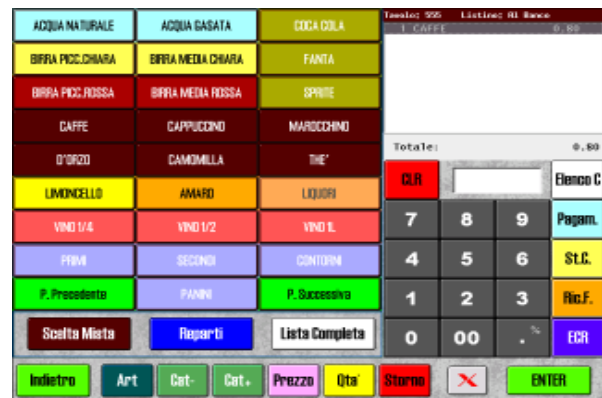 ACQUA NATURALE ACQUA GASATA COCA COLA
BIRRA PICC.CHIARA BIRRA MEDIA CHIARA FANTA
BIRRA PICC.ROSSA BIRRA MEDIA ROSSA SPRITE
CAFFE CAPPUCCINO MAROCCHINO
D'ORZO CAMOMILLA THE'
LIMONCELLO AMARO LIQUORI
VINO 1/4 VINO 1/2 VINO 1L
PRIMI SECONDI CONTORNI
P. Precedente PANINI P. Successiva
Scelta Mista Reparti Lista Completa
Indietro Art Cat- Cat+ Prezzo Qta' Storno X ENTER
Tavolo: 555 Listino: Al Banco
1 CAFFE 0.80
Totale: 0.80
CLR Elenco C
7 8 9 Pagam.
4 5 6 St.C.
1 2 3 Ric.F.
0 00 . % ECR